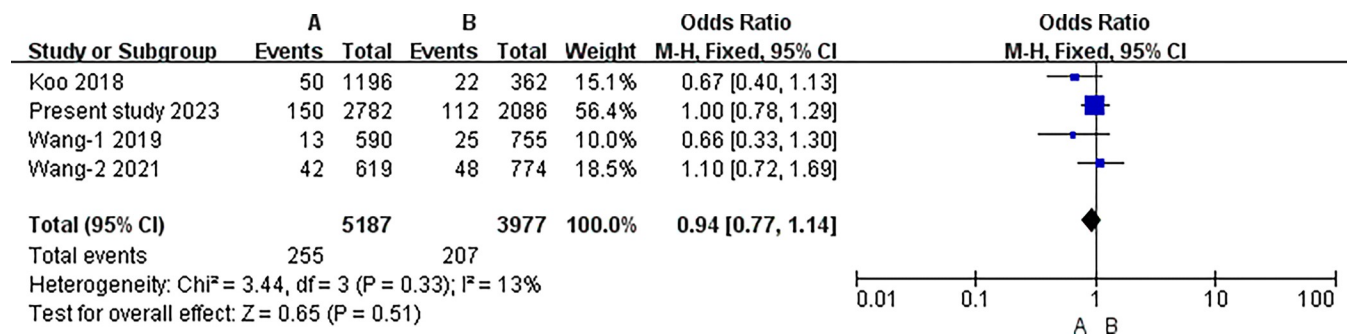 A B Odds Ratio Odds Ratio
Study or Subgroup Events Total Events Total Weight M-H, Fixed, 95% CI M-H, Fixed, 95% CI
Koo 2018 50 1196 22 362 15.1% 0.67 [0.40, 1.13]
Present study 2023 150 2782 112 2086 56.4% 1.00 [0.78, 1.29]
Wang-1 2019 13 590 25 755 10.0% 0.66 [0.33, 1.30]
Wang-2 2021 42 619 48 774 18.5% 1.10 [0.72, 1.69]
Total (95% CI) 5187 3977 100.0% 0.94 [0.77, 1.14]
Total events 255 207
Heterogeneity: Chi² = 3.44, df = 3 (P = 0.33); I² = 13%
Test for overall effect: Z = 0.65 (P = 0.51)
0.01 0.1 1 10 100
A B